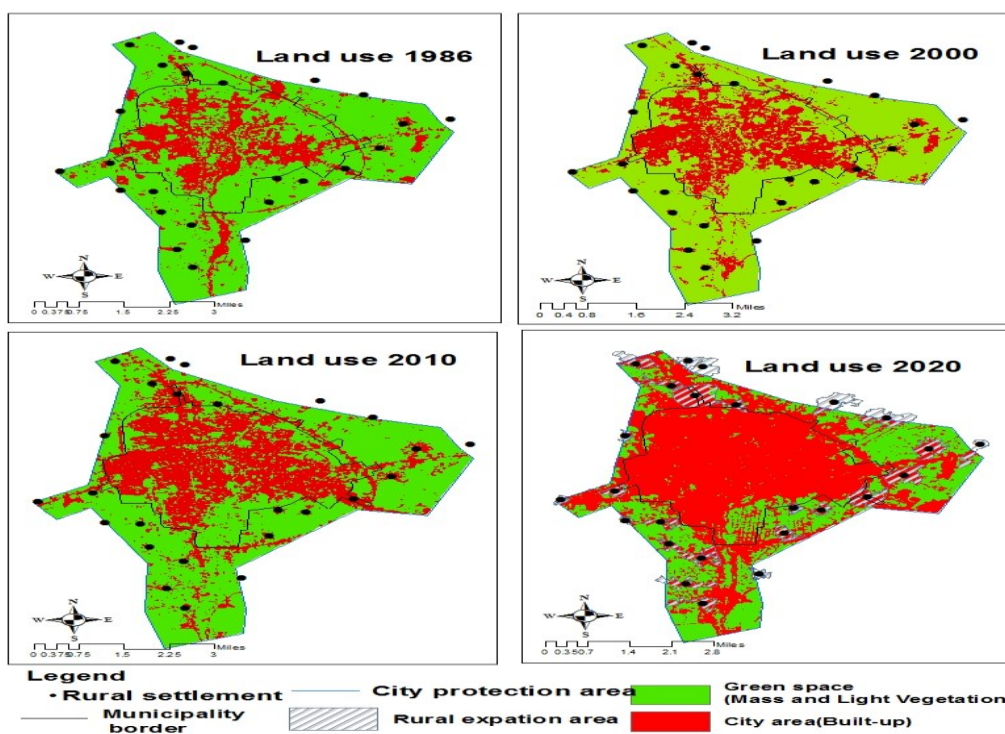 Land use 1986
N
W E
S
0 0.375 0.75 1.5 2.25 3 Miles
Land use 2000
N
W E
S
0 0.4 0.8 1.6 2.4 3.2 Miles
Land use 2010
N
W E
S
0 0.375 0.75 1.5 2.25 3 Miles
Land use 2020
N
W E
S
0 0.35 0.7 1.4 2.1 2.8 Miles
Legend
Rural settlement
City protection area
Green space
(Mass and Light Vegetation)
Municipality
border
Rural expation area
City area(Built-up)